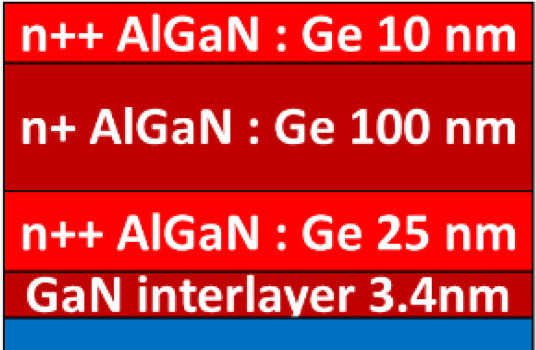 n++ AlGaN : Ge 10 nm
n+ AlGaN : Ge 100 nm
n++ AlGaN : Ge 25 nm
GaN interlayer 3.4nm